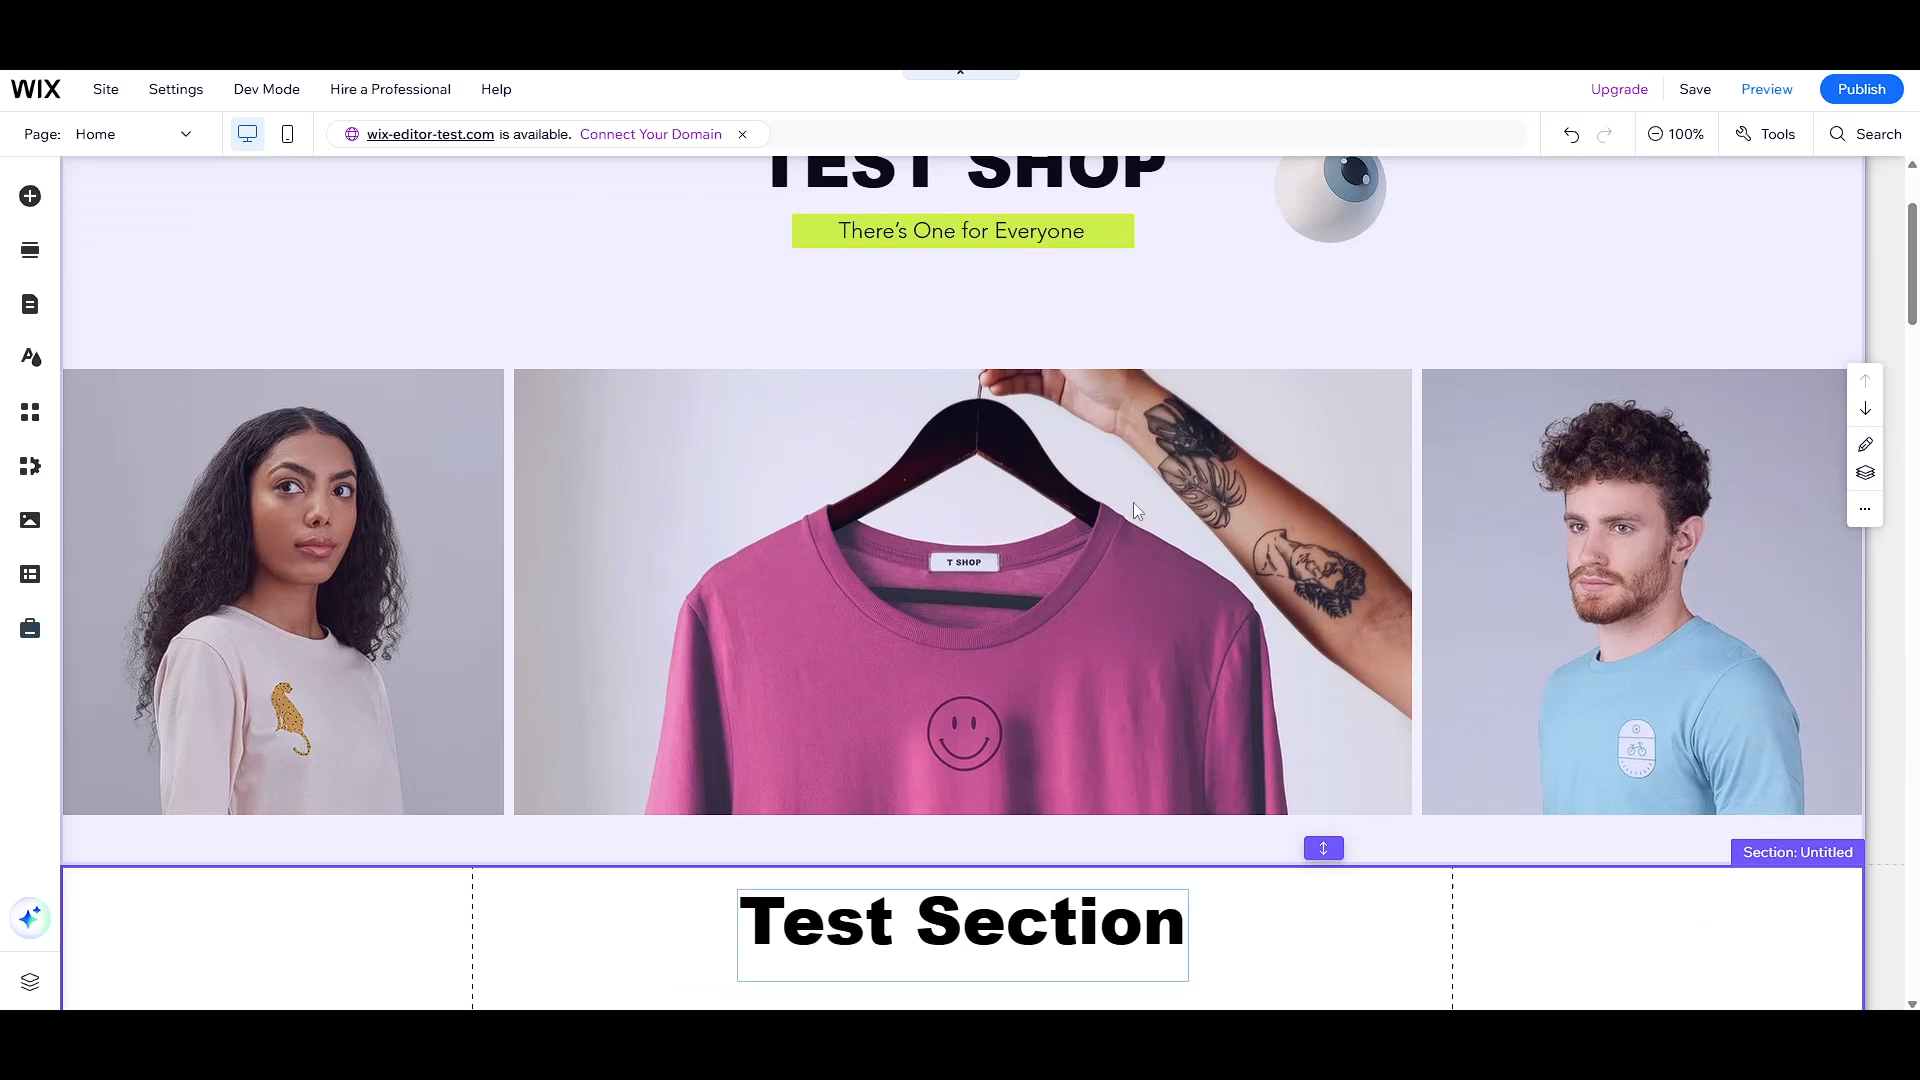 WIX Site Settings Dev Mode Hire a Professional Help Upgrade Save Preview Publish
Page: Home wix-editor-test.com is available. Connect Your Domain 100% Tools Search
TEST SHOP
There's One for Everyone
T SHOP
Section: Untitled
Test Section